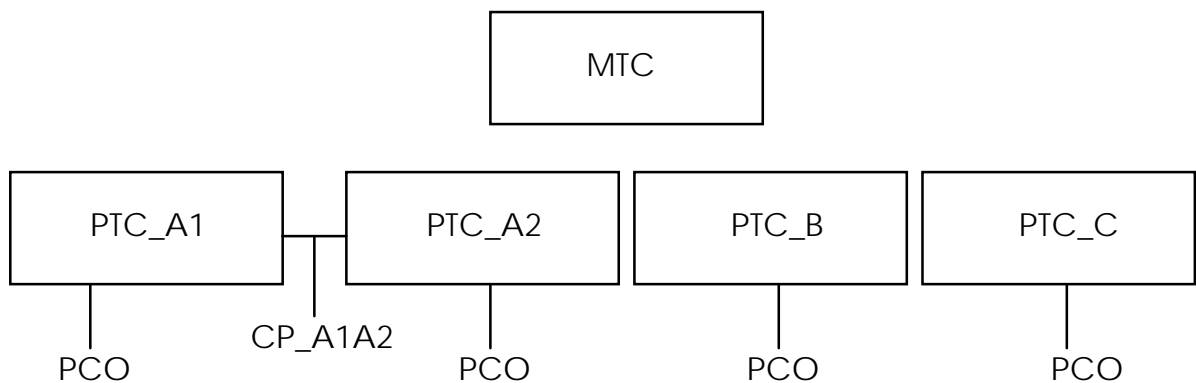 MTC
PTC_A1
PTC_A2
PTC_B
PTC_C
CP_A1A2
PCO
PCO
PCO
PCO